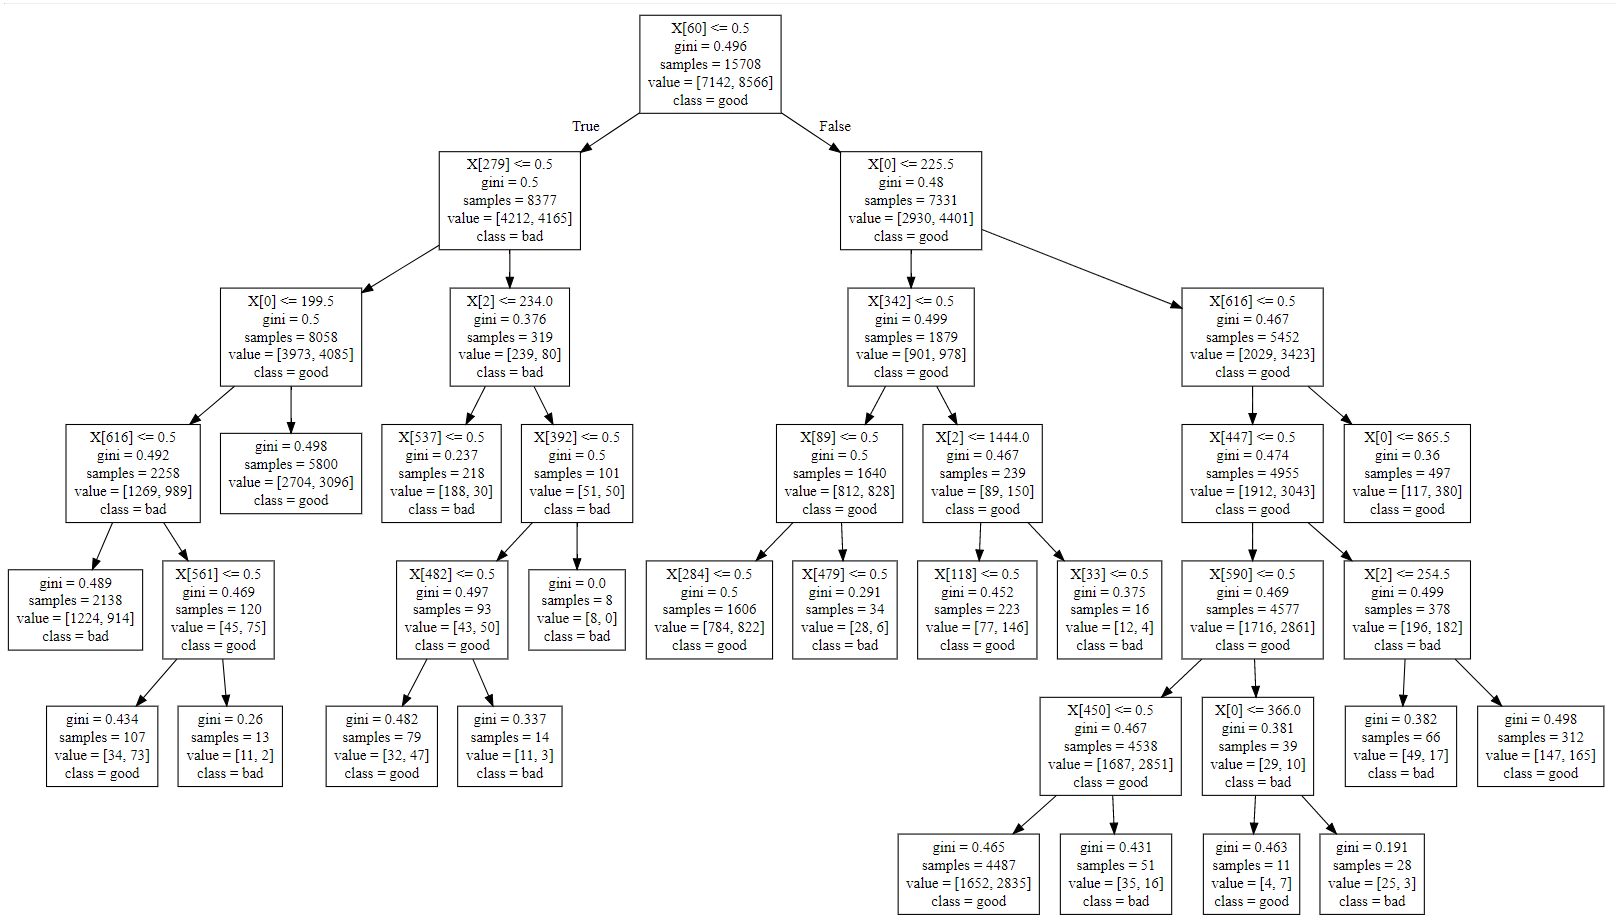 X[60] <= 0.5
gini = 0.496
samples = 15708
value = [7142, 8566]
class = good
True
False
X[279] <= 0.5
gini = 0.5
samples = 8377
value = [4212, 4165]
class = bad
X[0] <= 225.5
gini = 0.48
samples = 7331
value = [2930, 4401]
class = good
X[0] <= 199.5
gini = 0.5
samples = 8058
value = [3973, 4085]
class = good
X[2] <= 234.0
gini = 0.376
samples = 319
value = [239, 80]
class = bad
X[342] <= 0.5
gini = 0.499
samples = 1879
value = [901, 978]
class = good
X[616] <= 0.5
gini = 0.467
samples = 5452
value = [2029, 3423]
class = good
X[616] <= 0.5
gini = 0.492
samples = 2258
value = [1269, 989]
class = bad
gini = 0.498
samples = 5800
value = [2704, 3096]
class = good
X[537] <= 0.5
gini = 0.237
samples = 218
value = [188, 30]
class = bad
X[392] <= 0.5
gini = 0.5
samples = 101
value = [51, 50]
class = bad
X[89] <= 0.5
gini = 0.5
samples = 1640
value = [812, 828]
class = good
X[2] <= 1444.0
gini = 0.467
samples = 239
value = [89, 150]
class = good
X[447] <= 0.5
gini = 0.474
samples = 4955
value = [1912, 3043]
class = good
X[0] <= 865.5
gini = 0.36
samples = 497
value = [117, 380]
class = good
gini = 0.489
samples = 2138
value = [1224, 914]
class = bad
X[561] <= 0.5
gini = 0.469
samples = 120
value = [45, 75]
class = good
X[482] <= 0.5
gini = 0.497
samples = 93
value = [43, 50]
class = good
gini = 0.0
samples = 8
value = [8, 0]
class = bad
X[284] <= 0.5
gini = 0.5
samples = 1606
value = [784, 822]
class = good
X[479] <= 0.5
gini = 0.291
samples = 34
value = [28, 6]
class = bad
X[118] <= 0.5
gini = 0.452
samples = 223
value = [77, 146]
class = good
X[33] <= 0.5
gini = 0.375
samples = 16
value = [12, 4]
class = bad
X[590] <= 0.5
gini = 0.469
samples = 4577
value = [1716, 2861]
class = good
X[2] <= 254.5
gini = 0.499
samples = 378
value = [196, 182]
class = bad
gini = 0.434
samples = 107
value = [34, 73]
class = good
gini = 0.26
samples = 13
value = [11, 2]
class = bad
gini = 0.482
samples = 79
value = [32, 47]
class = good
gini = 0.337
samples = 14
value = [11, 3]
class = bad
X[450] <= 0.5
gini = 0.467
samples = 4538
value = [1687, 2851]
class = good
X[0] <= 366.0
gini = 0.381
samples = 39
value = [29, 10]
class = bad
gini = 0.382
samples = 66
value = [49, 17]
class = bad
gini = 0.498
samples = 312
value = [147, 165]
class = good
gini = 0.465
samples = 4487
value = [1652, 2835]
class = good
gini = 0.431
samples = 51
value = [35, 16]
class = bad
gini = 0.463
samples = 11
value = [4, 7]
class = good
gini = 0.191
samples = 28
value = [25, 3]
class = bad